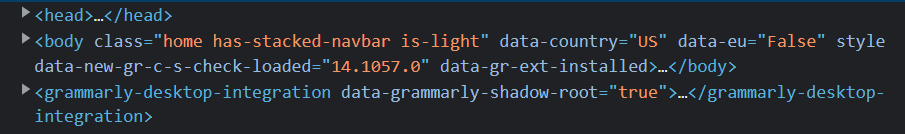 <head>…</head>
<body class="home has-stacked-navbar is-light" data-country="US" data-eu="False" style
data-new-gr-c-s-check-loaded="14.1057.0" data-gr-ext-installed>…</body>
<grammarly-desktop-integration data-grammarly-shadow-root="true">…</grammarly-desktop-
integration>